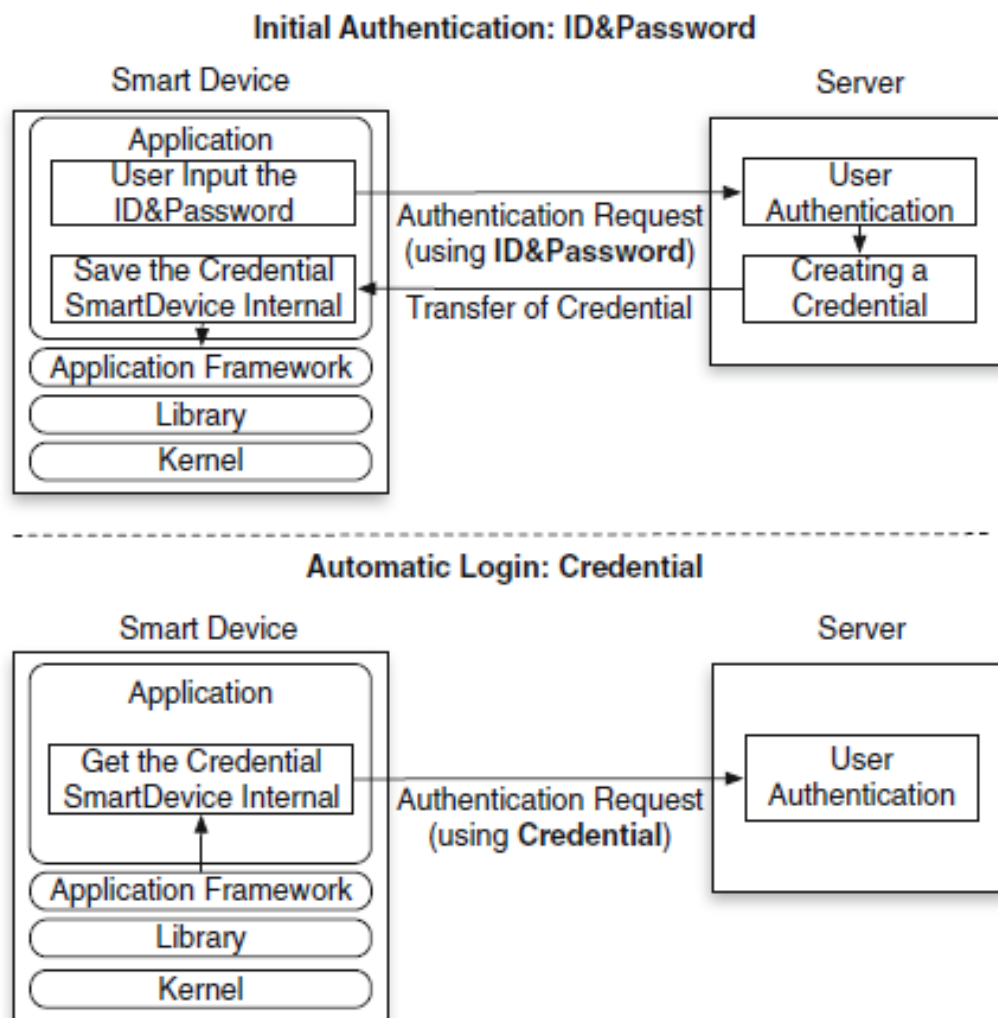 Initial Authentication: ID&Password
Smart Device
Server
Application
User Input the
ID&Password
User
Authentication
Authentication Request
(using ID&Password)
Save the Credential
SmartDevice Internal
Creating a
Credential
Transfer of Credential
Application Framework
Library
Kernel
Automatic Login: Credential
Smart Device
Server
Application
Get the Credential
SmartDevice Internal
User
Authentication
Authentication Request
(using Credential)
Application Framework
Library
Kernel